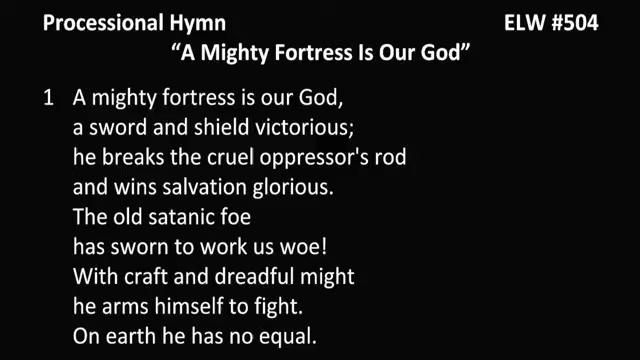 Processional Hymn ELW #504
“A Mighty Fortress Is Our God”
1 A mighty fortress is our God,
a sword and shield victorious;
he breaks the cruel oppressor's rod
and wins salvation glorious.
The old satanic foe
has sworn to work us woe!
With craft and dreadful might
he arms himself to fight.
On earth he has no equal.